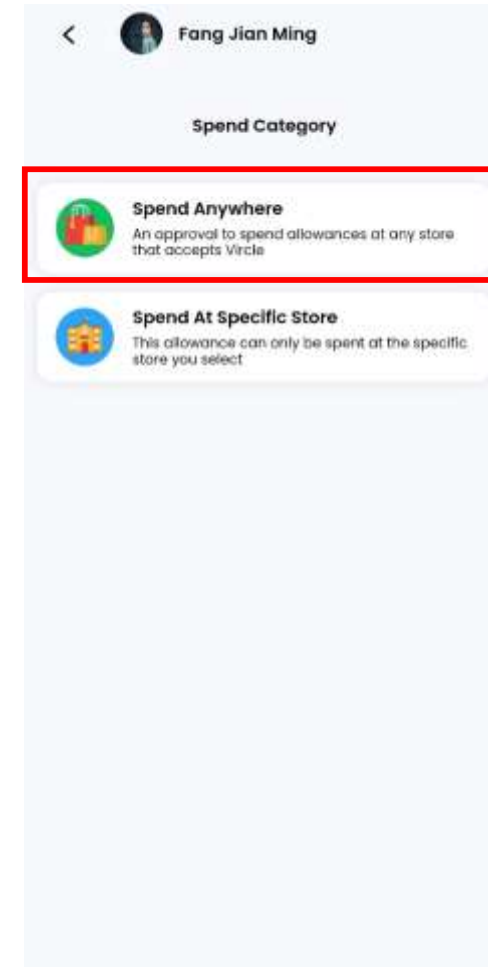 Fang Jian Ming
Spend Category
Spend Anywhere
An approval to spend allowances at any store
that accepts Vircle
Spend At Specific Store
This allowance can only be spent at the specific
store you select